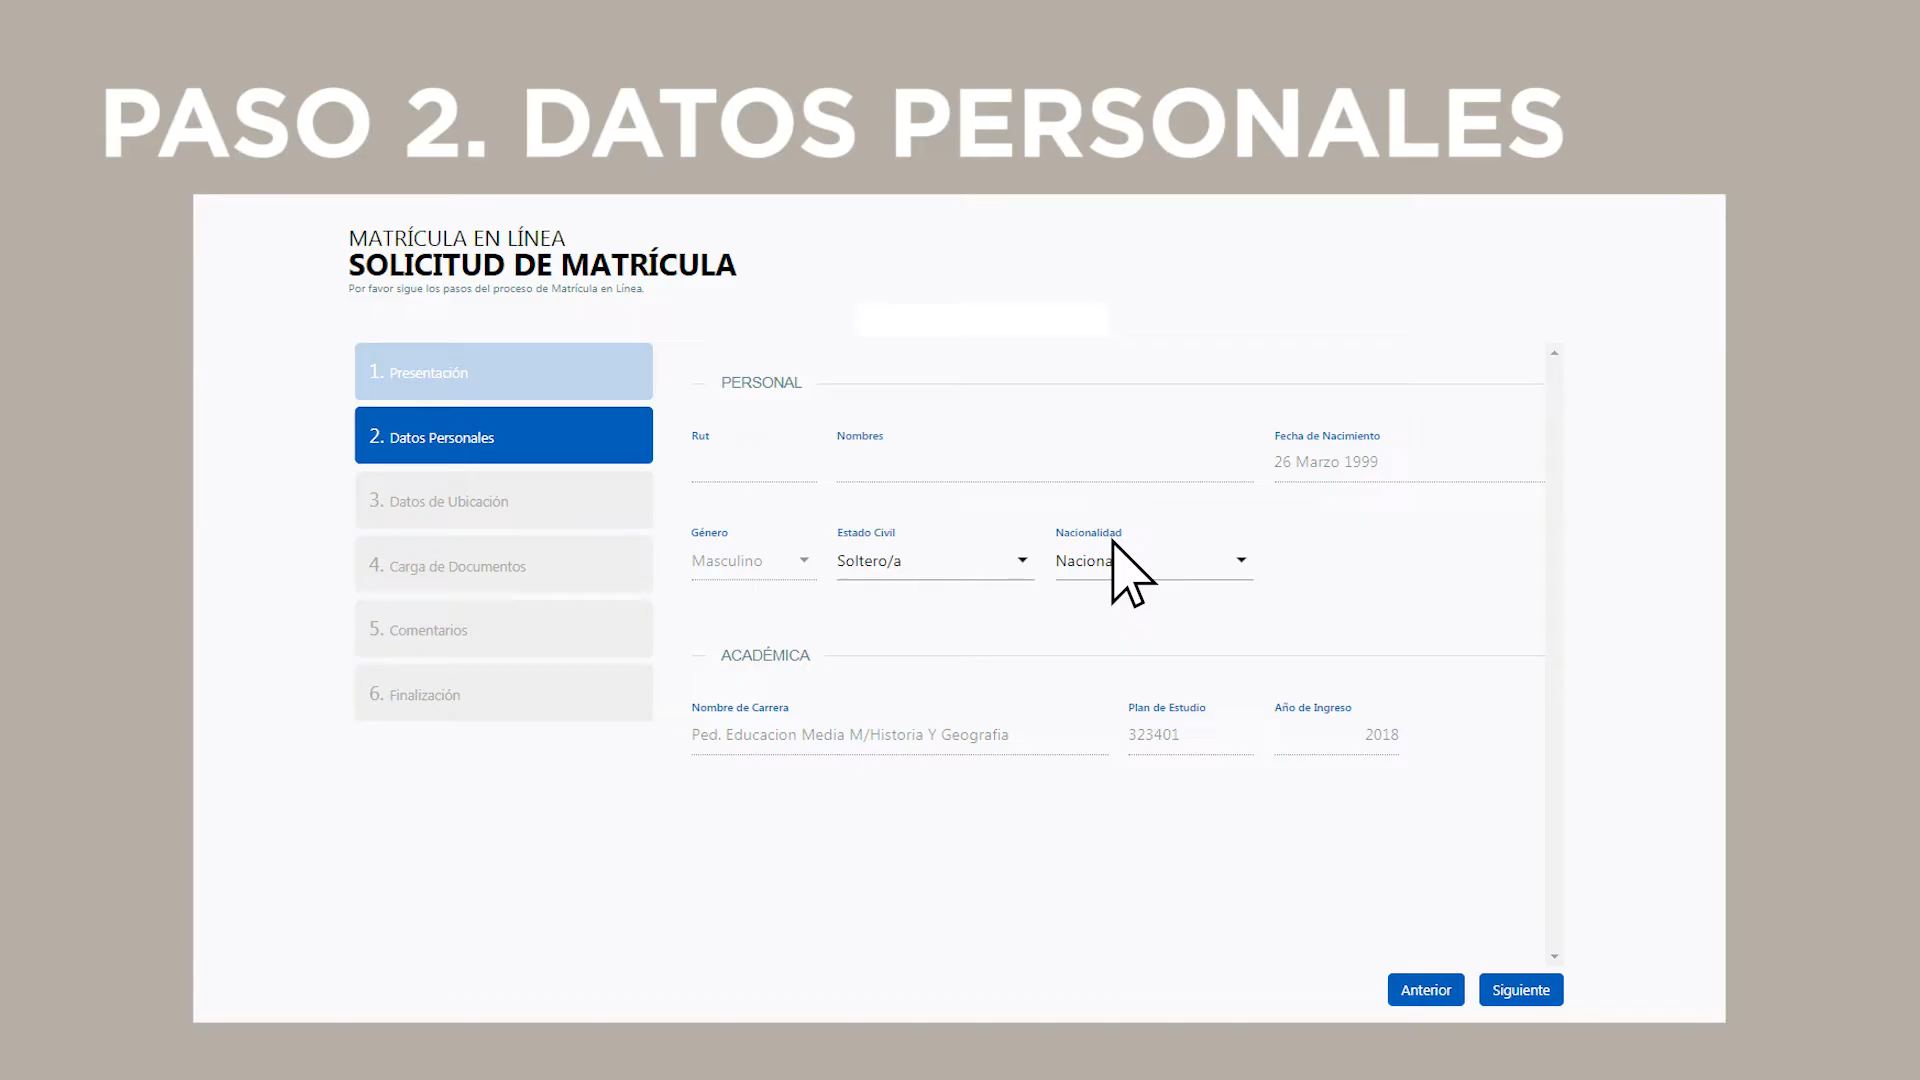 PASO 2. DATOS PERSONALES
MATRÍCULA EN LÍNEA
SOLICITUD DE MATRÍCULA
Por favor sigue los pasos del proceso de Matrícula en Línea.
1. Presentación
2. Datos Personales
3. Datos de Ubicación
4. Carga de Documentos
5. Comentarios
6. Finalización
PERSONAL
Rut Nombres Fecha de Nacimiento
26 Marzo 1999
Género Estado Civil Nacionalidad
Masculino Soltero/a
ACADÉMICA
Nombre de Carrera Plan de Estudio Año de Ingreso
Ped. Educacion Media M/Historia Y Geografia 323401 2018
Anterior Siguiente